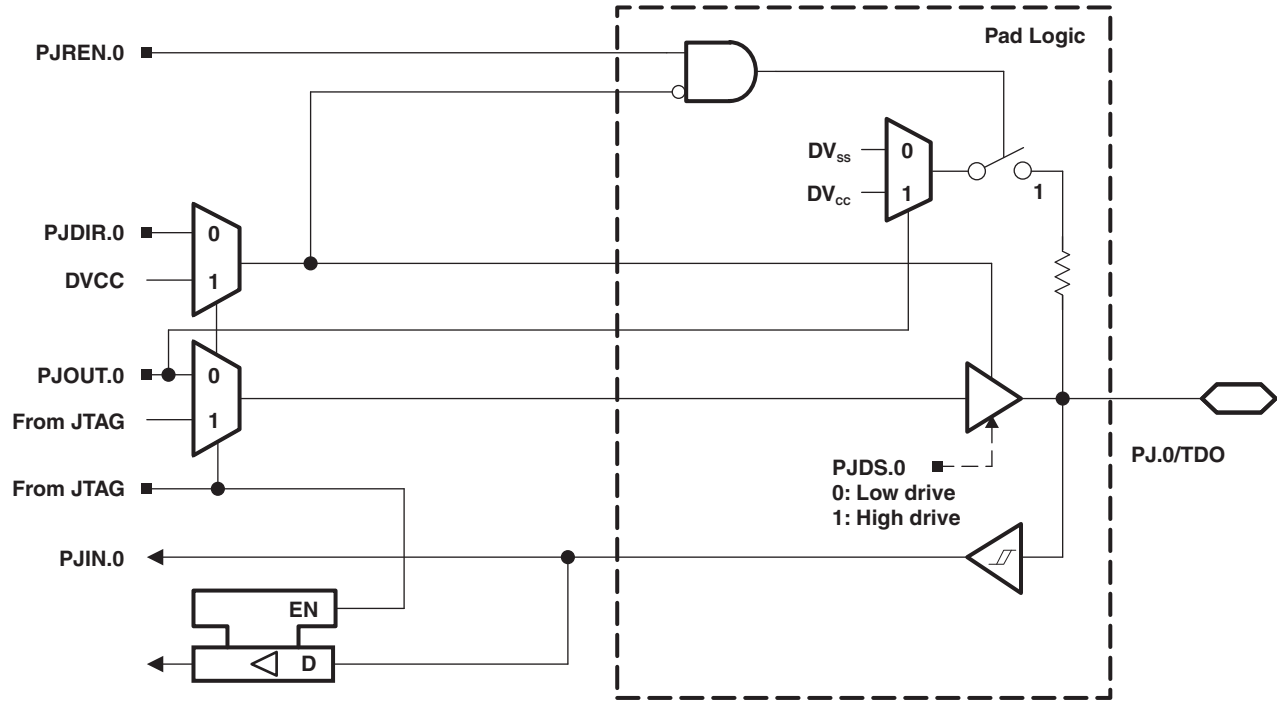 Pad Logic
PJREN.0
DVss
0
DVcc
1
1
PJDIR.0
0
DVCC
1
PJOUT.0
0
From JTAG
1
PJDS.0
0: Low drive
1: High drive
PJ.0/TDO
From JTAG
PJIN.0
EN
D